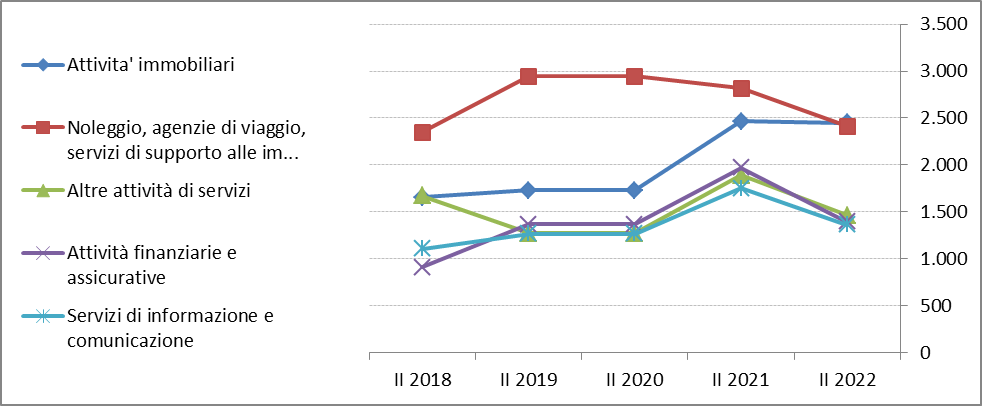 Attivita' immobiliari
Noleggio, agenzie di viaggio,
servizi di supporto alle im...
Altre attività di servizi
Attività finanziarie e
assicurative
Servizi di informazione e
comunicazione
3.500
3.000
2.500
2.000
1.500
1.000
500
0
II 2018 II 2019 II 2020 II 2021 II 2022